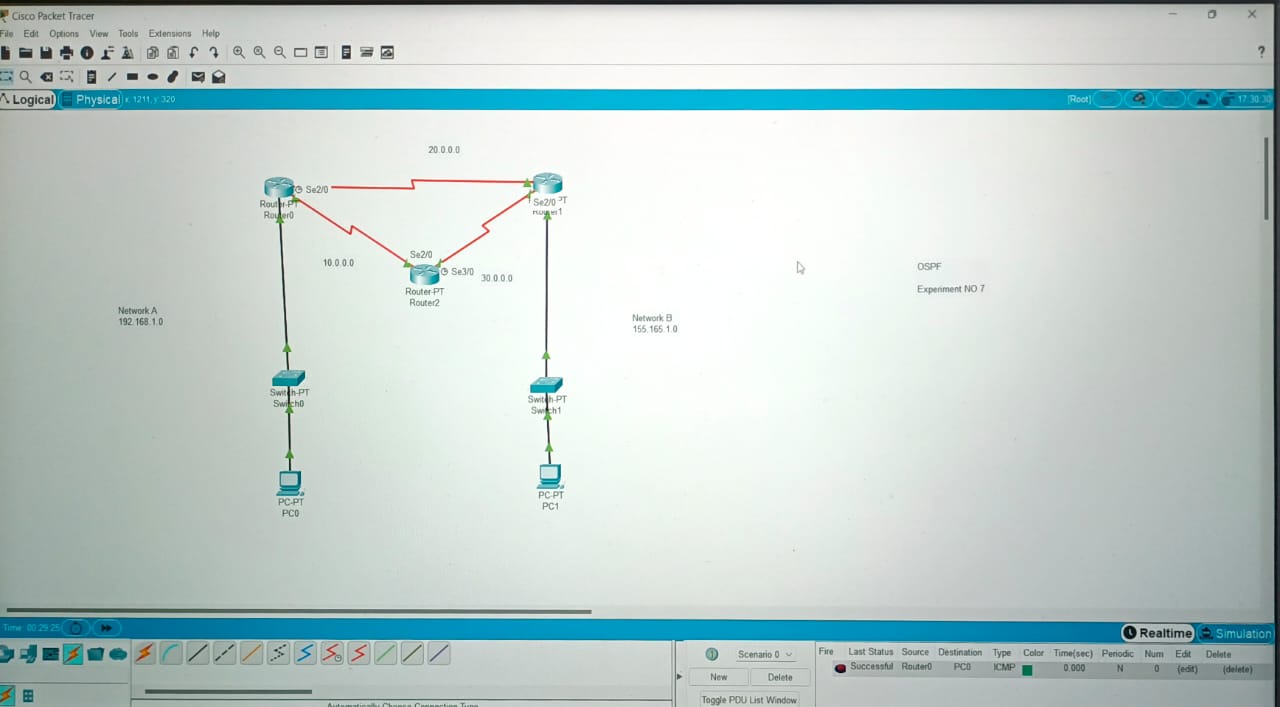 Cisco Packet Tracer
File Edit Options View Tools Extensions Help
Logical Physical x: 1211, y: 320 [Root] 17:30:30
20.0.0.0
Se2/0
Router-PT
Router0
Se2/0 PT
Router1
10.0.0.0
Se2/0
Se3/0
30.0.0.0
Router-PT
Router2
OSPF
Experiment NO 7
Network A
192.168.1.0
Network B
155.165.1.0
Switch-PT
Switch0
Switch-PT
Switch1
PC-PT
PC0
PC-PT
PC1
Time: 00:29:25 Realtime Simulation
Scenario 0
New Delete
Toggle PDU List Window
Fire Last Status Source Destination Type Color Time(sec) Periodic Num Edit Delete
Successful Router0 PC0 ICMP 0.000 N 0 (edit) (delete)
Automatically Choose Connection Type